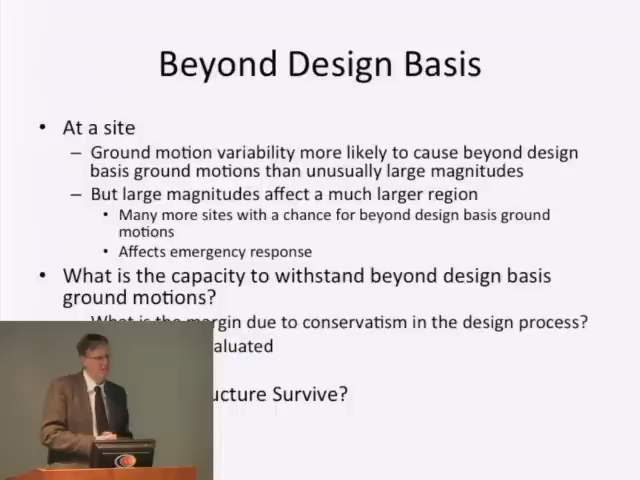 Beyond Design Basis
• At a site
– Ground motion variability more likely to cause beyond design
basis ground motions than unusually large magnitudes
– But large magnitudes affect a much larger region
• Many more sites with a chance for beyond design basis ground
motions
• Affects emergency response
• What is the capacity to withstand beyond design basis
ground motions?
What is the margin due to conservatism in the design process?
Survive?